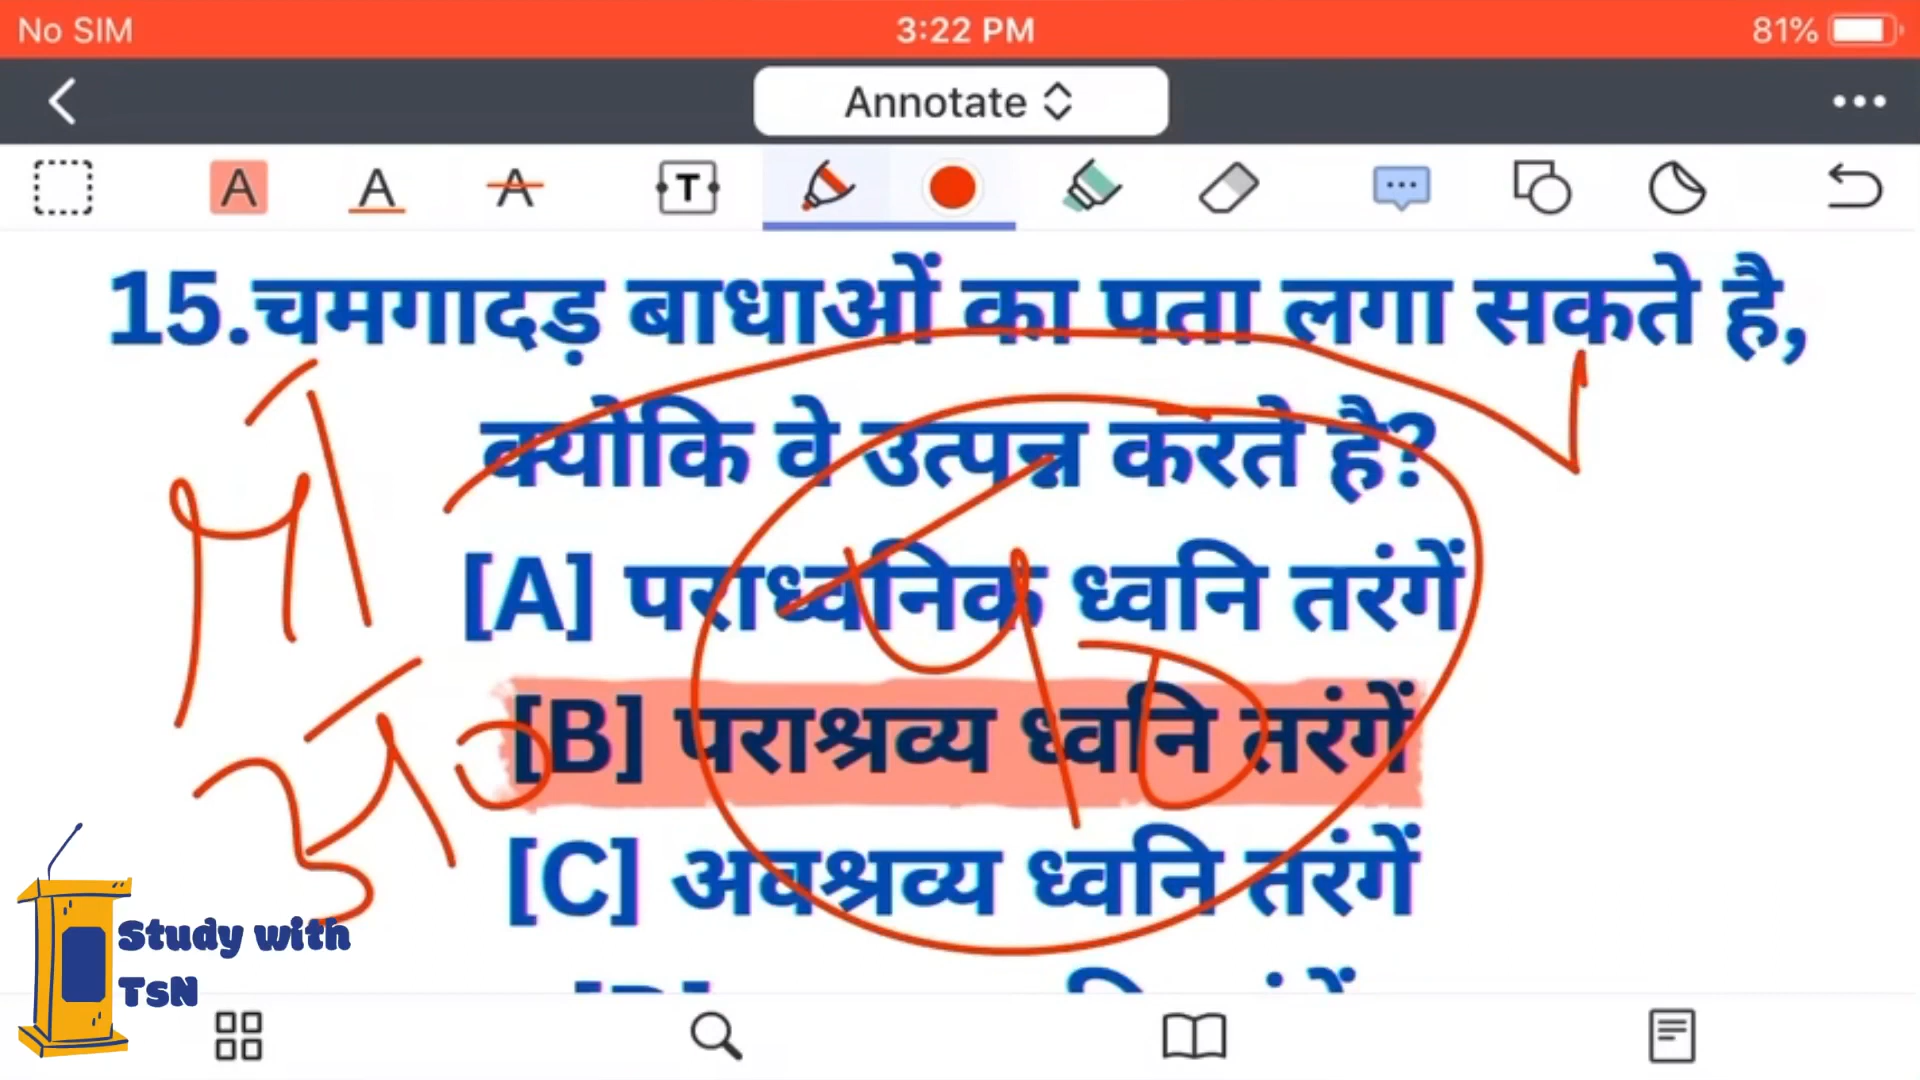 No SIM 3:22 PM 81%
Annotate
15.चमगादड़ बाधाओं का पता लगा सकते है,
क्योकि वे उत्पन्न करते है?
[A] पराध्वनिक ध्वनि तरंगें
[B] पराश्रव्य ध्वनि तरंगें
[C] अवश्रव्य ध्वनि तरंगें
Study with
TsN